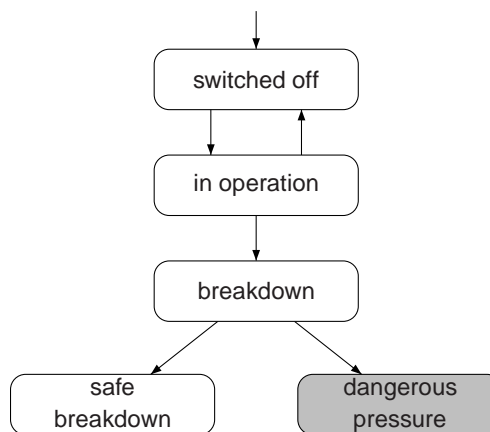 switched off
in operation
breakdown
safe
breakdown
dangerous
pressure